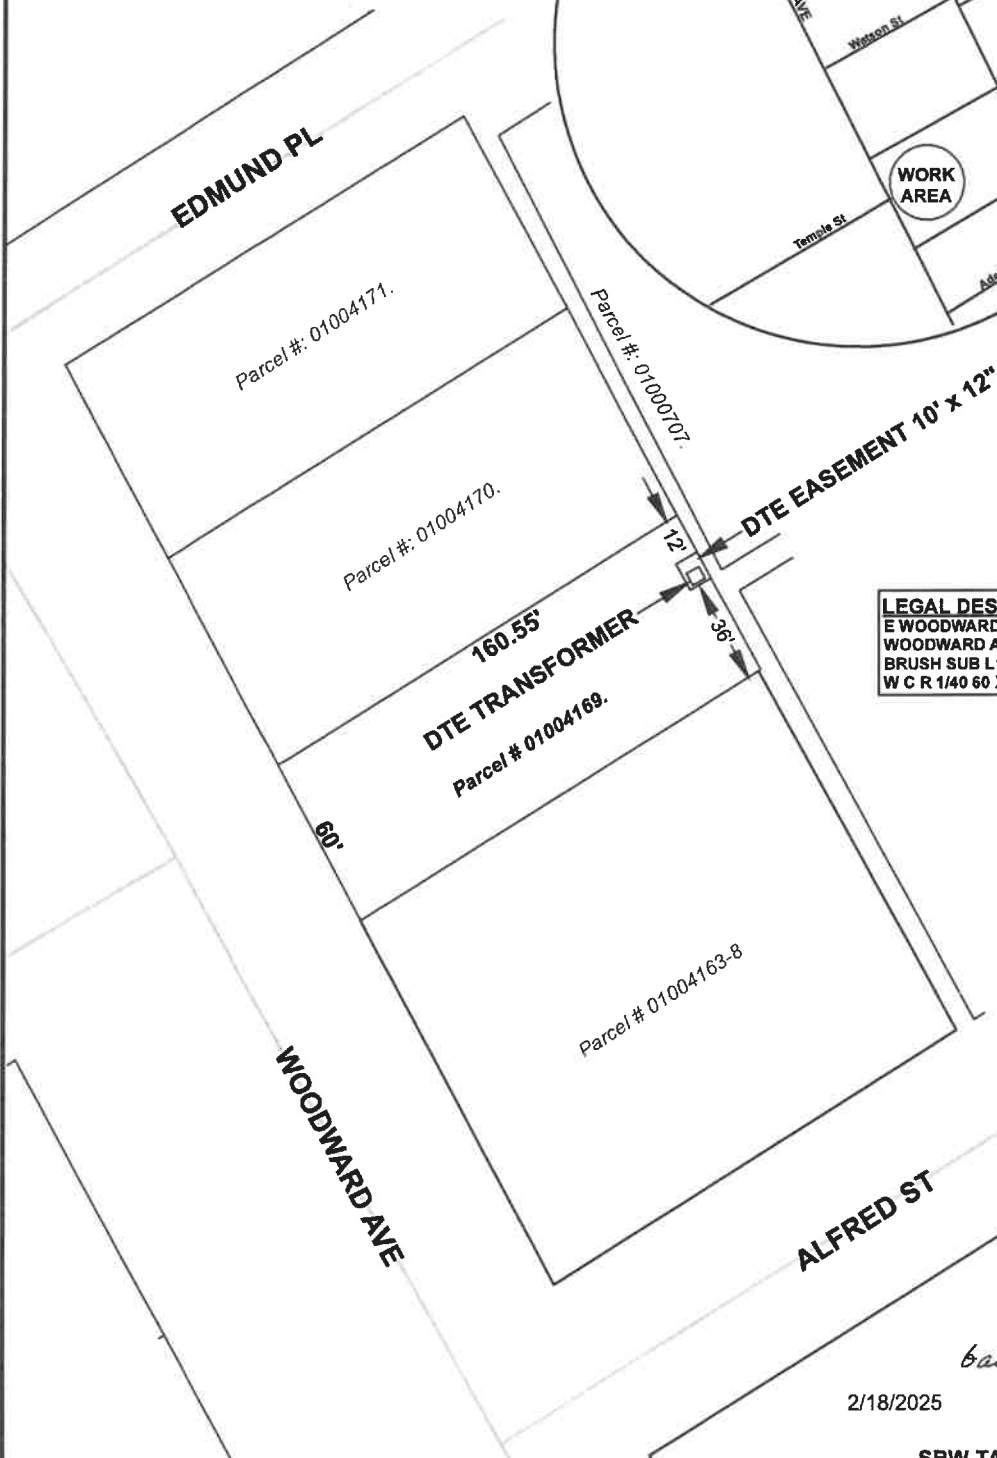 Watson St
WORK
AREA
Temple St
EDMUND PL
Parcel #: 01004171.
Parcel #: 01000707.
DTE EASEMENT 10' x 12"
Parcel #: 01004170.
12'
160.55'
DTE TRANSFORMER
36'
Parcel # 01004169.
60'
LEGAL DES
E WOODWARD
WOODWARD A
BRUSH SUB L
W C R 1/40 60
Parcel # 01004163-8
WOODWARD AVE
ALFRED ST
2/18/2025